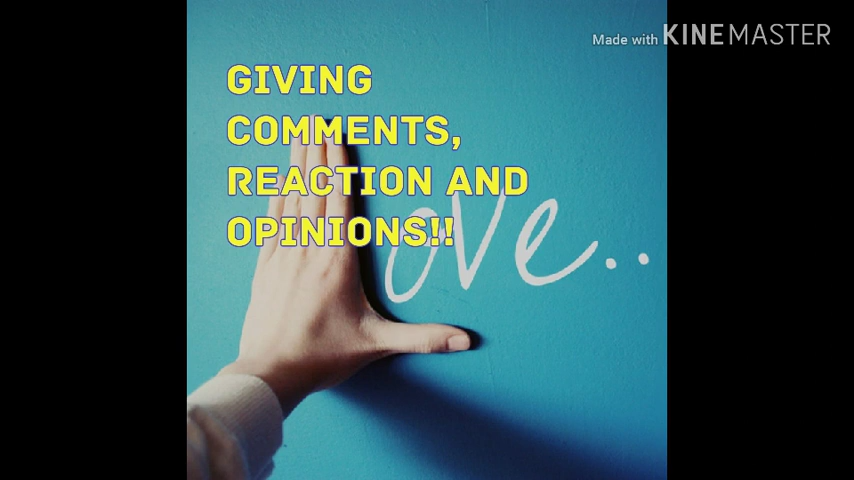 Made with KINEMASTER
GIVING
COMMENTS,
REACTION AND
OPINIONS!!
ove..